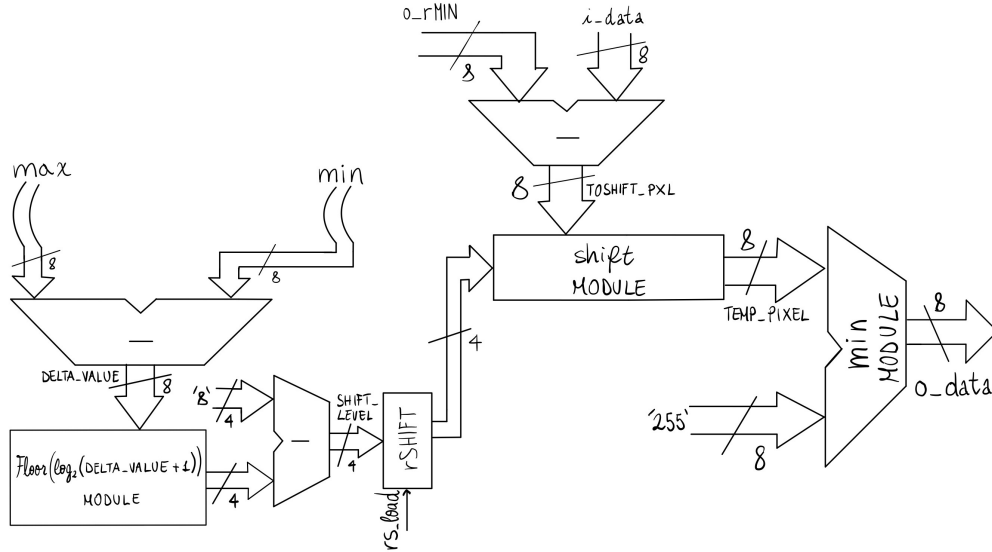 o_rMIN
i_data
8
8
—
8
TOSHIFT_PXL
max
min
8
8
shift
MODULE
8
TEMP_PIXEL
min
MODULE
8
o_data
—
DELTA_VALUE
8
'8'
4
SHIFT_
LEVEL
4
—
rSHIFT
4
'255'
8
Floor(log₂(DELTA_VALUE+1))
MODULE
4
rs_load